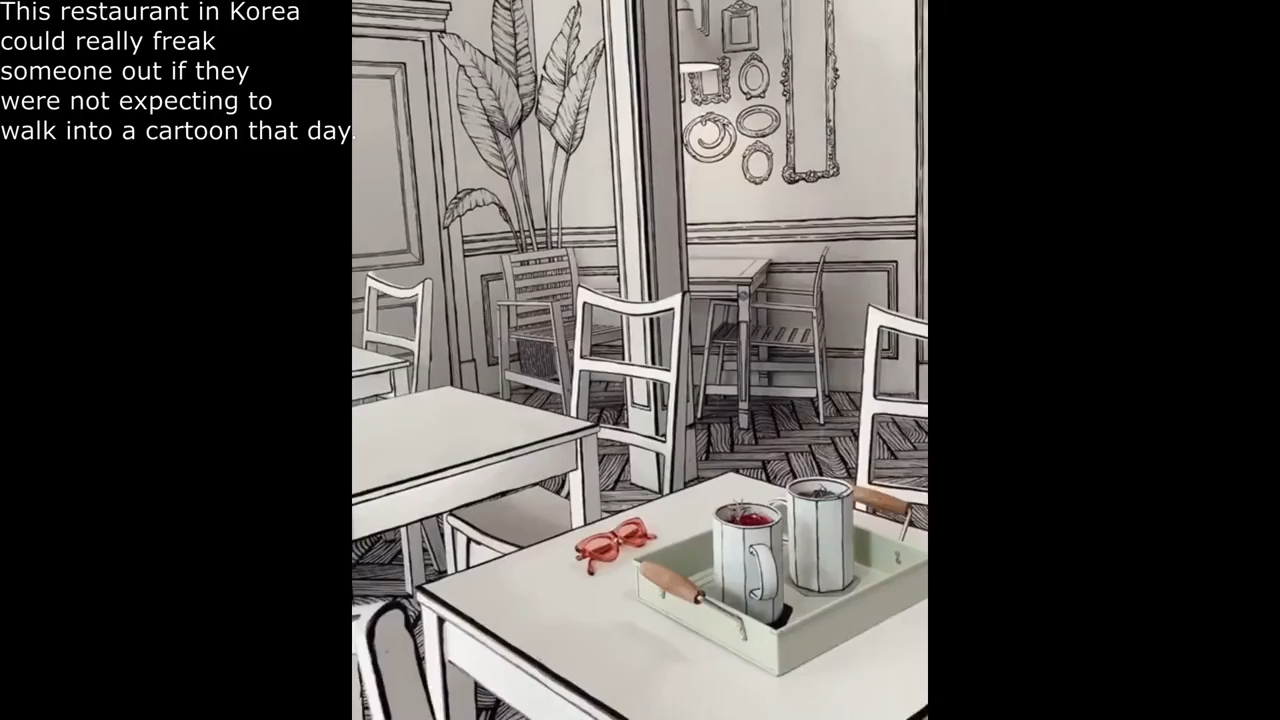 This restaurant in Korea
could really freak
someone out if they
were not expecting to
walk into a cartoon that day.